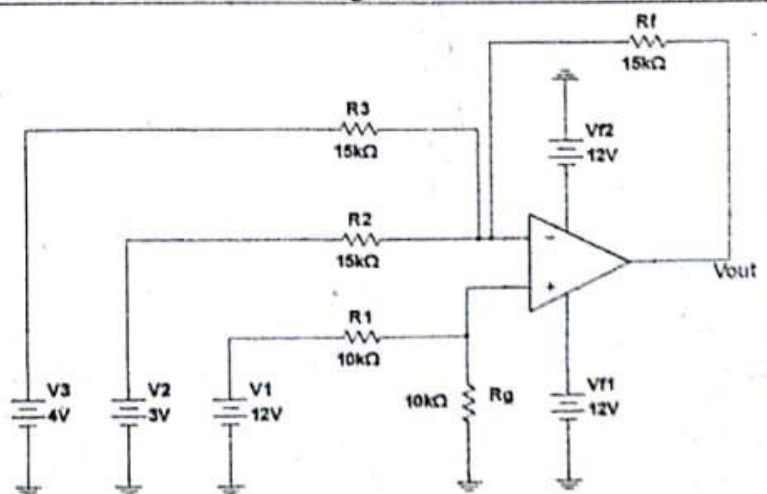 Rf
15kΩ
R3
15kΩ
Vf2
12V
R2
15kΩ
-
+
Vout
R1
10kΩ
V3
4V
V2
3V
V1
12V
10kΩ Rg
Vf1
12V